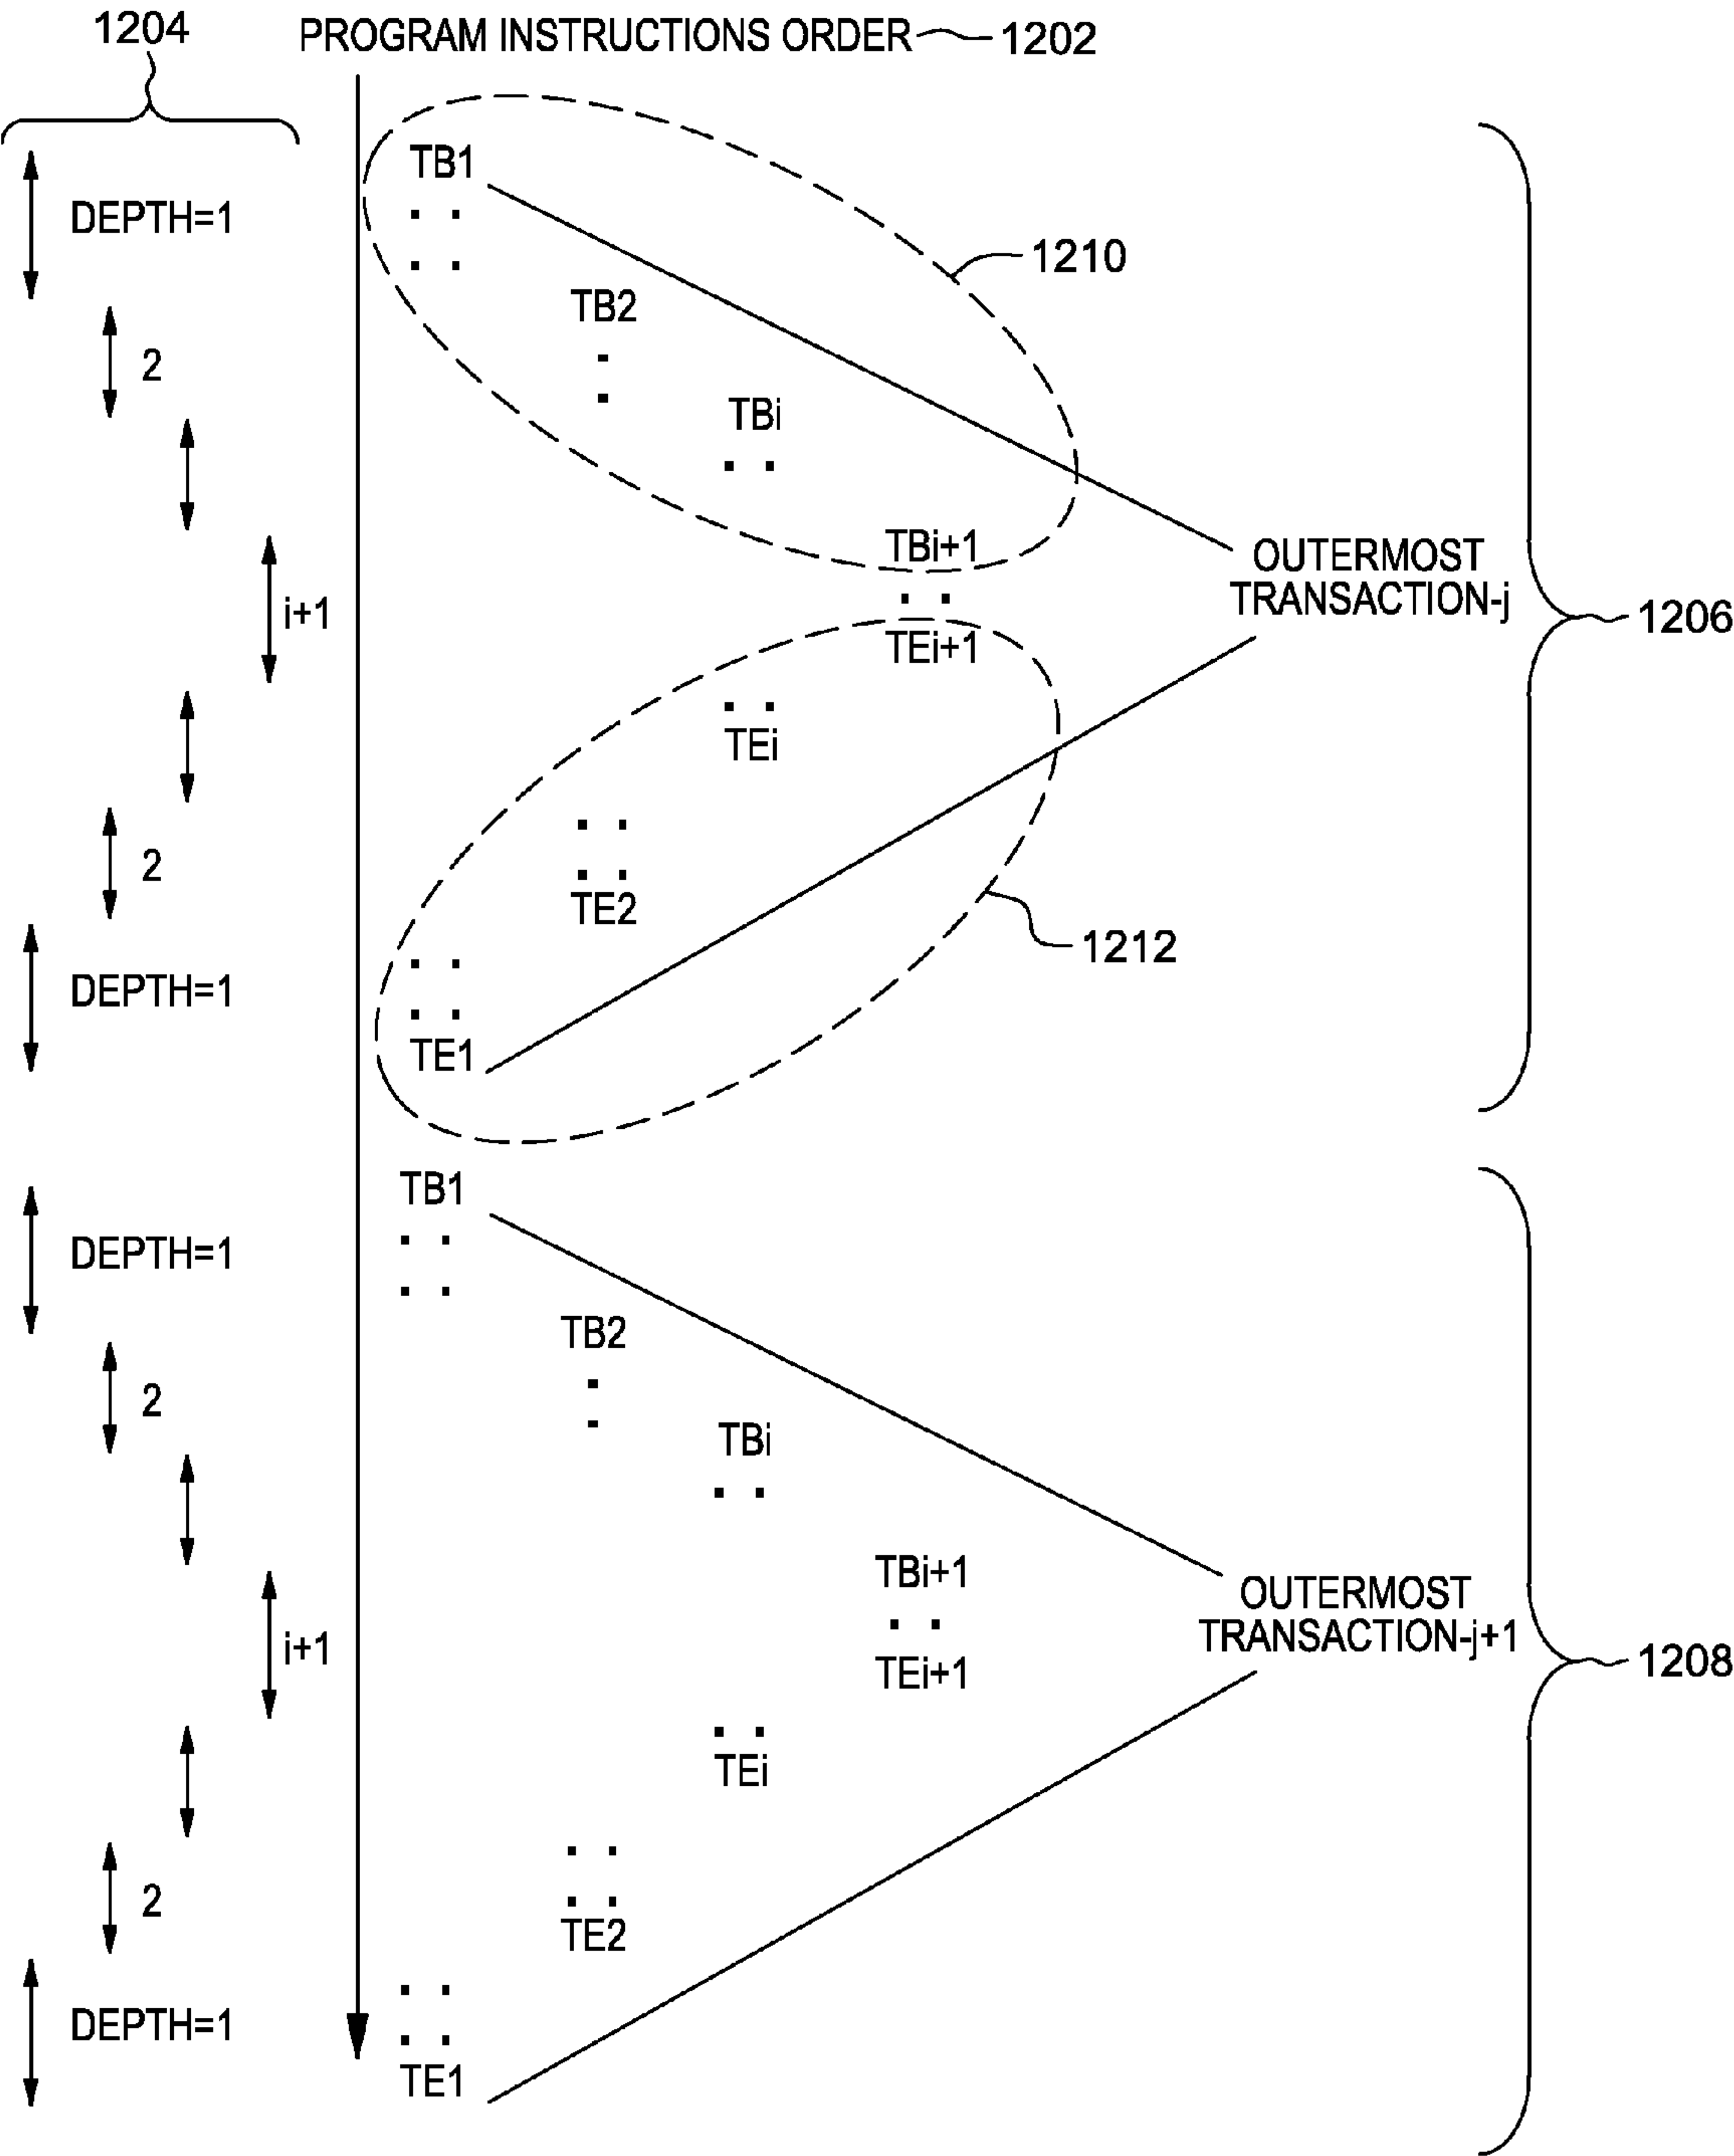 1204
PROGRAM INSTRUCTIONS ORDER
1202
TB1
DEPTH=1
1210
TB2
2
TBi
TBi+1
OUTERMOST
TRANSACTION-j
i+1
1206
TEi+1
TEi
2
TE2
1212
DEPTH=1
TE1
TB1
DEPTH=1
TB2
2
TBi
TBi+1
OUTERMOST
TRANSACTION-j+1
i+1
1208
TEi+1
TEi
2
TE2
DEPTH=1
TE1